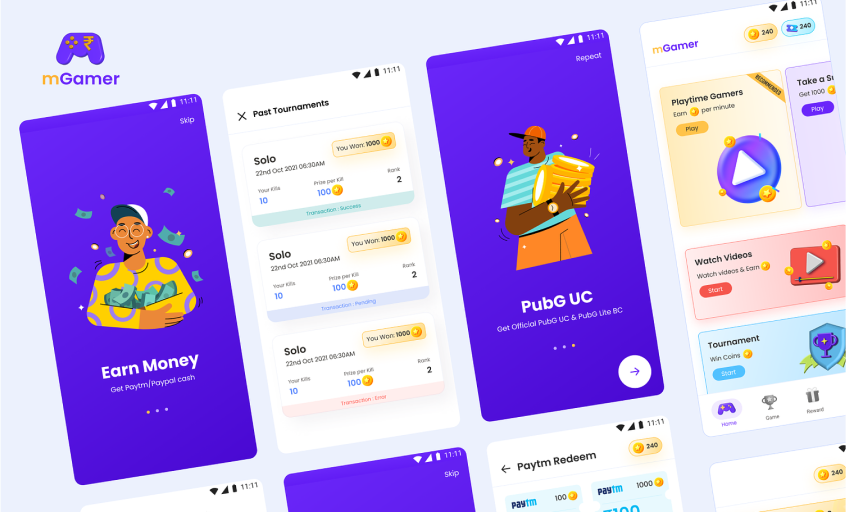 mGamer
11:11
Skip
Earn Money
Get Paytm/Paypal cash
11:11
Past Tournaments
Solo
You Won: 1000
22nd Oct 2021 06:30AM
Your Kills
Prize per Kill
Rank
10
100
2
Transaction : Success
Solo
You Won: 1000
22nd Oct 2021 06:30AM
Your Kills
Prize per Kill
Rank
10
100
2
Transaction : Pending
Solo
You Won: 1000
22nd Oct 2021 06:30AM
Your Kills
Prize per Kill
Rank
10
100
2
Transaction : Error
11:11
Repeat
PubG UC
Get Official PubG UC & PubG Lite BC
11:11
mGamer
240
240
RECOMMENDED
Playtime Gamers
Earn per minute
Play
Take a Su
Get 1000
Play
Watch Videos
Watch videos & Earn
Start
Tournament
Win Coins
Start
Home
Game
Reward
11:11
11:11
Skip
11:11
Paytm Redeem
240
paytm
100
paytm
1000
₹100
11:11
240